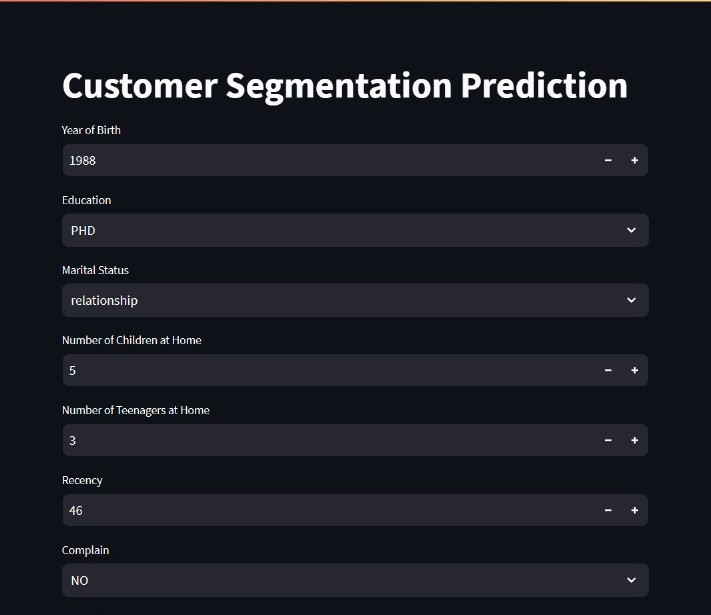 Customer Segmentation Prediction
Year of Birth
1988
Education
PHD
Marital Status
relationship
Number of Children at Home
5
Number of Teenagers at Home
3
Recency
46
Complain
NO